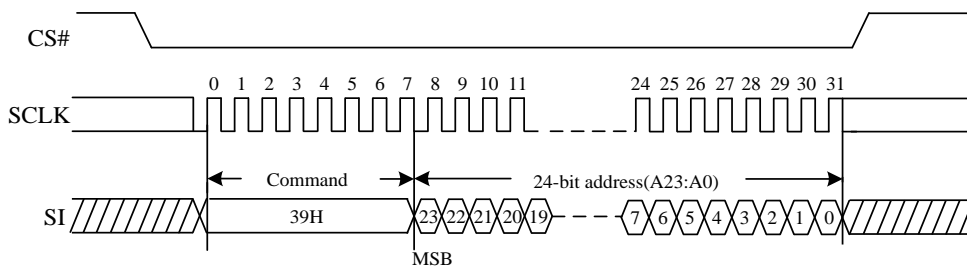 CS#
0 1 2 3 4 5 6 7 8 9 10 11 24 25 26 27 28 29 30 31
SCLK
Command 24-bit address(A23:A0)
SI 39H 23 22 21 20 19 7 6 5 4 3 2 1 0
MSB